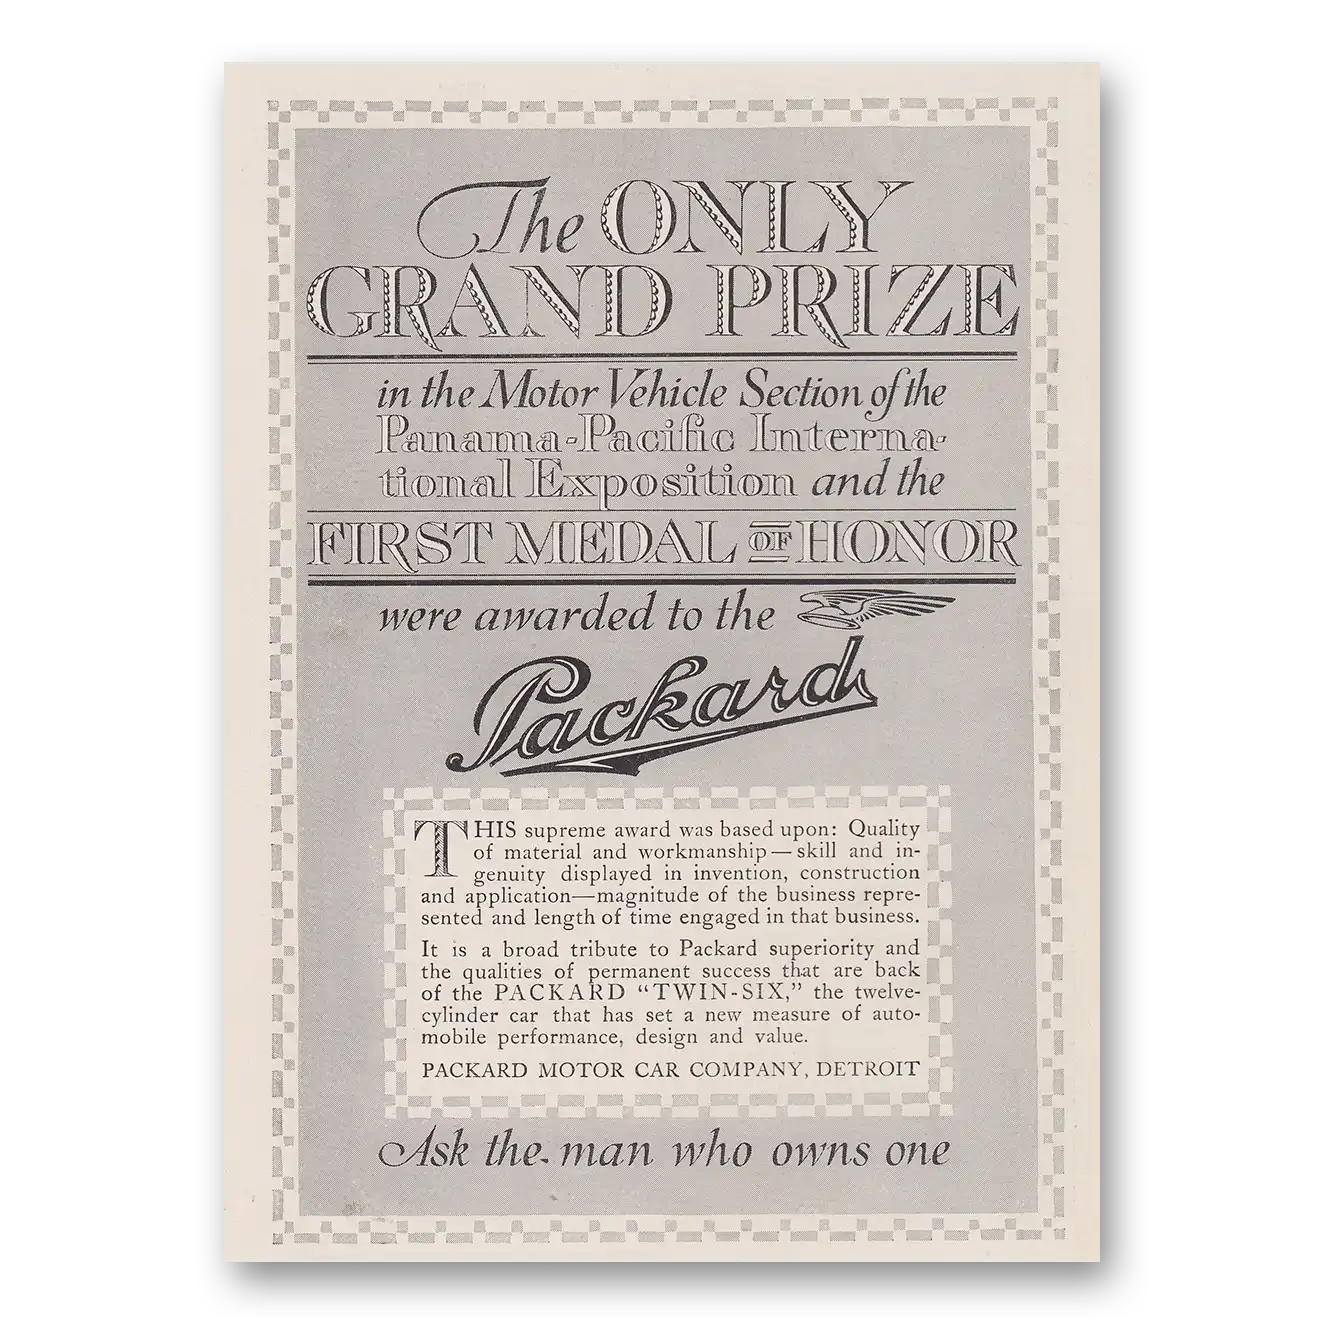 The ONLY
GRAND PRIZE
in the Motor Vehicle Section of the
Panama-Pacific Interna-
tional Exposition and the
FIRST MEDAL OF HONOR
were awarded to the
Packard
THIS supreme award was based upon: Quality
of material and workmanship—skill and in-
genuity displayed in invention, construction
and application—magnitude of the business repre-
sented and length of time engaged in that business.
It is a broad tribute to Packard superiority and
the qualities of permanent success that are back
of the PACKARD “TWIN-SIX,” the twelve-
cylinder car that has set a new measure of auto-
mobile performance, design and value.
PACKARD MOTOR CAR COMPANY, DETROIT
Ask the man who owns one